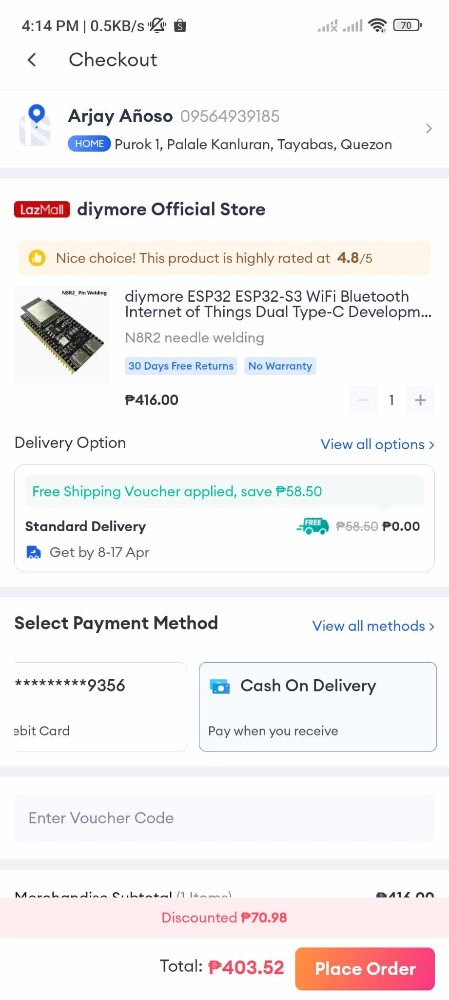 4:14 PM | 0.5KB/s
70
Checkout
Arjay Añoso 09564939185
HOME Purok 1, Palale Kanluran, Tayabas, Quezon
LazMall diymore Official Store
Nice choice! This product is highly rated at 4.8/5
N8R2_Pin Welding
diymore ESP32 ESP32-S3 WiFi Bluetooth
Internet of Things Dual Type-C Developm...
N8R2 needle welding
30 Days Free Returns No Warranty
₱416.00
1
Delivery Option
View all options >
Free Shipping Voucher applied, save ₱58.50
Standard Delivery
FREE ₱58.50 ₱0.00
Get by 8-17 Apr
Select Payment Method
View all methods >
*********9356
ebit Card
Cash On Delivery
Pay when you receive
Enter Voucher Code
Merchandise Subtotal (1 Items) ₱416.00
Discounted ₱70.98
Total: ₱403.52
Place Order